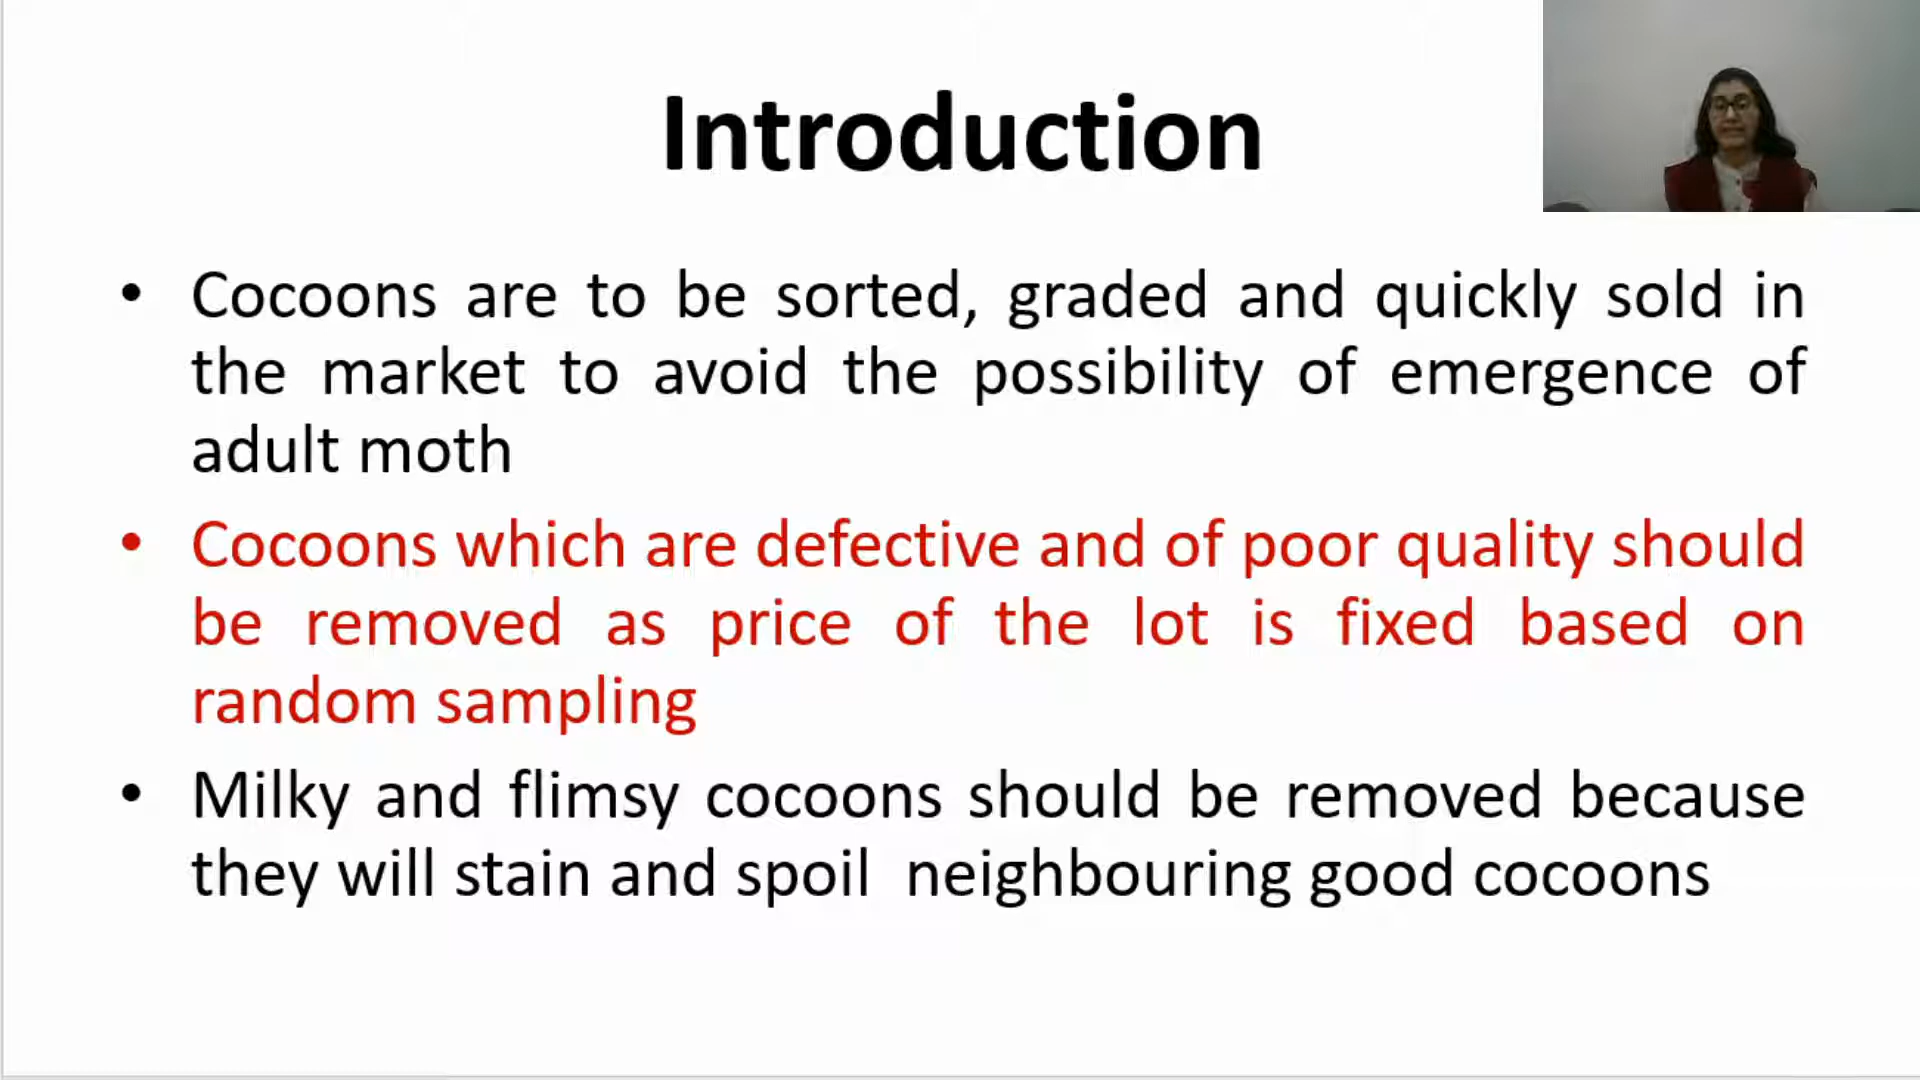 Introduction
• Cocoons are to be sorted, graded and quickly sold in
the market to avoid the possibility of emergence of
adult moth
• Cocoons which are defective and of poor quality should
be removed as price of the lot is fixed based on
random sampling
• Milky and flimsy cocoons should be removed because
they will stain and spoil  neighbouring good cocoons